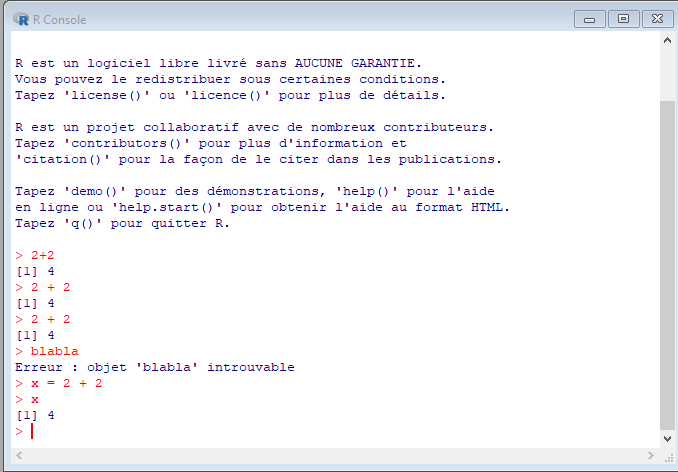 R Console
R est un logiciel libre livré sans AUCUNE GARANTIE.
Vous pouvez le redistribuer sous certaines conditions.
Tapez 'license()' ou 'licence()' pour plus de détails.
R est un projet collaboratif avec de nombreux contributeurs.
Tapez 'contributors()' pour plus d'information et
'citation()' pour la façon de le citer dans les publications.
Tapez 'demo()' pour des démonstrations, 'help()' pour l'aide
en ligne ou 'help.start()' pour obtenir l'aide au format HTML.
Tapez 'q()' pour quitter R.
> 2+2
[1] 4
> 2 + 2
[1] 4
> 2 + 2
[1] 4
> blabla
Erreur : objet 'blabla' introuvable
> x = 2 + 2
> x
[1] 4
>